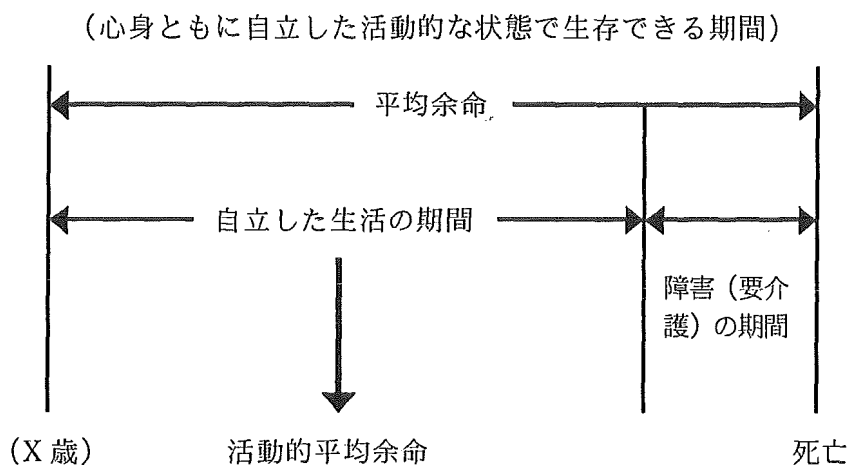 (心身ともに自立した活動的な状態で生存できる期間)
平均余命
自立した生活の期間
障害(要介
護)の期間
(X 歳)
活動的平均余命
死亡